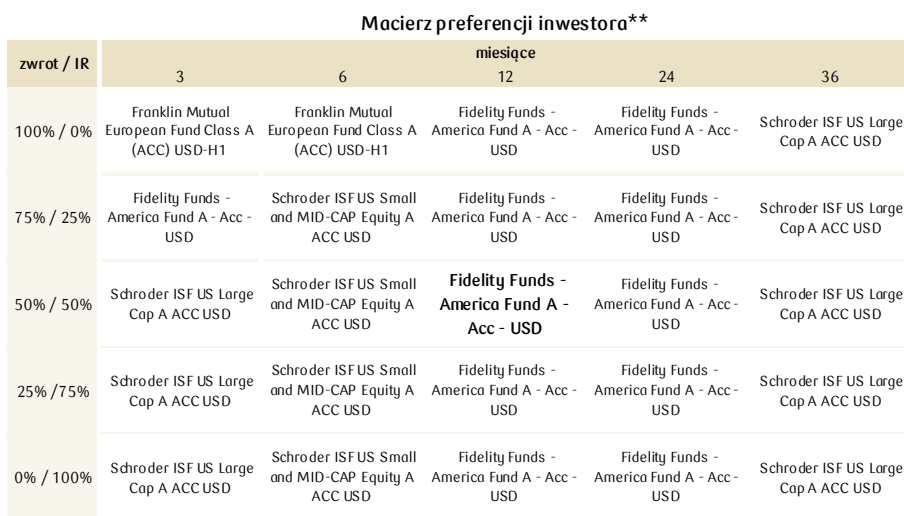 Macierz preferencji inwestora**
zwrot / IR
miesiące
3 6 12 24 36
100% / 0%
Franklin Mutual
European Fund Class A
(ACC) USD-H1
Franklin Mutual
European Fund Class A
(ACC) USD-H1
Fidelity Funds -
America Fund A - Acc -
USD
Fidelity Funds -
America Fund A - Acc -
USD
Schroder ISF US Large
Cap A ACC USD
75% / 25%
Fidelity Funds -
America Fund A - Acc -
USD
Schroder ISF US Small
and MID-CAP Equity A
ACC USD
Fidelity Funds -
America Fund A - Acc -
USD
Fidelity Funds -
America Fund A - Acc -
USD
Schroder ISF US Large
Cap A ACC USD
50% / 50%
Schroder ISF US Large
Cap A ACC USD
Schroder ISF US Small
and MID-CAP Equity A
ACC USD
Fidelity Funds -
America Fund A -
Acc - USD
Fidelity Funds -
America Fund A - Acc -
USD
Schroder ISF US Large
Cap A ACC USD
25% /75%
Schroder ISF US Large
Cap A ACC USD
Schroder ISF US Small
and MID-CAP Equity A
ACC USD
Fidelity Funds -
America Fund A - Acc -
USD
Fidelity Funds -
America Fund A - Acc -
USD
Schroder ISF US Large
Cap A ACC USD
0% / 100%
Schroder ISF US Large
Cap A ACC USD
Schroder ISF US Small
and MID-CAP Equity A
ACC USD
Fidelity Funds -
America Fund A - Acc -
USD
Fidelity Funds -
America Fund A - Acc -
USD
Schroder ISF US Large
Cap A ACC USD